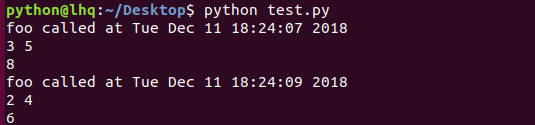 python@lhq:~/Desktop$ python test.py
foo called at Tue Dec 11 18:24:07 2018
3 5
8
foo called at Tue Dec 11 18:24:09 2018
2 4
6